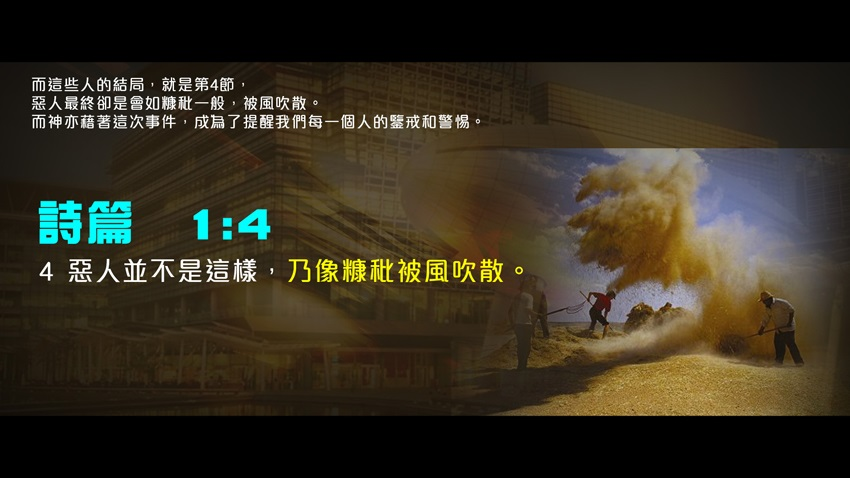 而這些人的結局，就是第4節，
惡人最終卻是會如糠秕一般，被風吹散。
而神亦藉著這次事件，成為了提醒我們每一個人的鑒戒和警惕。
詩篇 1:4
4 惡人並不是這樣，乃像糠秕被風吹散。